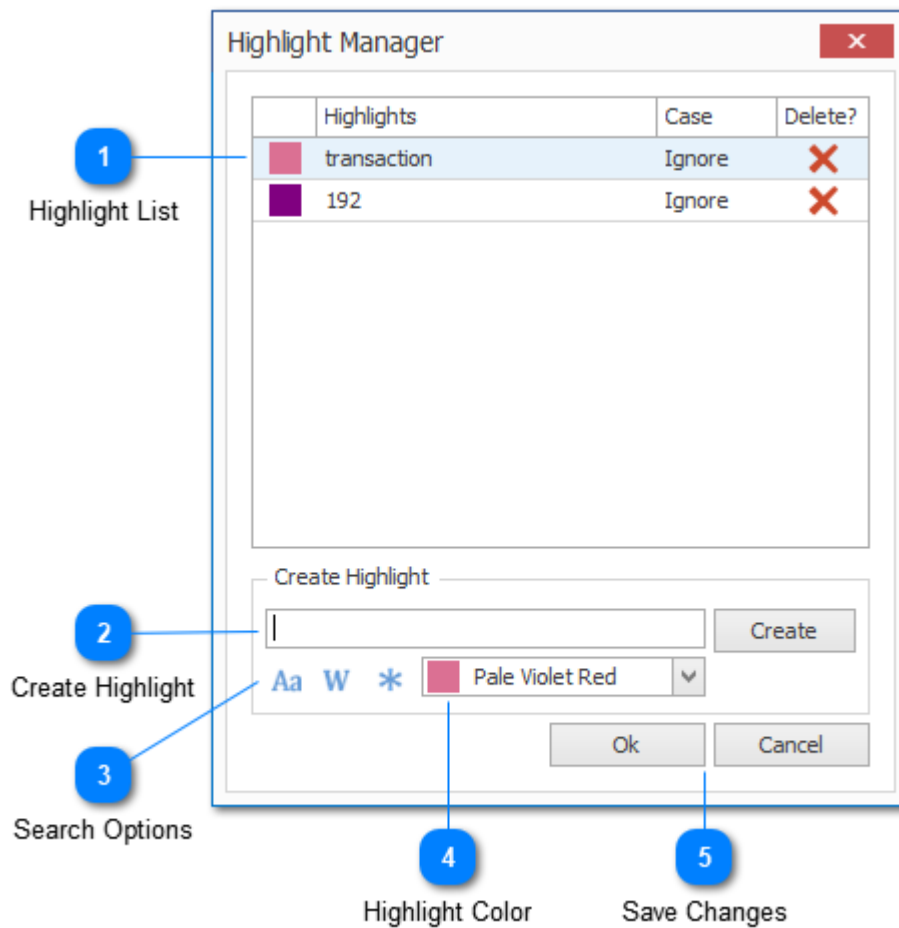 Highlight Manager
Highlights Case Delete?
1
transaction Ignore
Highlight List
192 Ignore
Create Highlight
2
Create
Create Highlight
Aa W * Pale Violet Red
3
Ok Cancel
Search Options
4 5
Highlight Color Save Changes